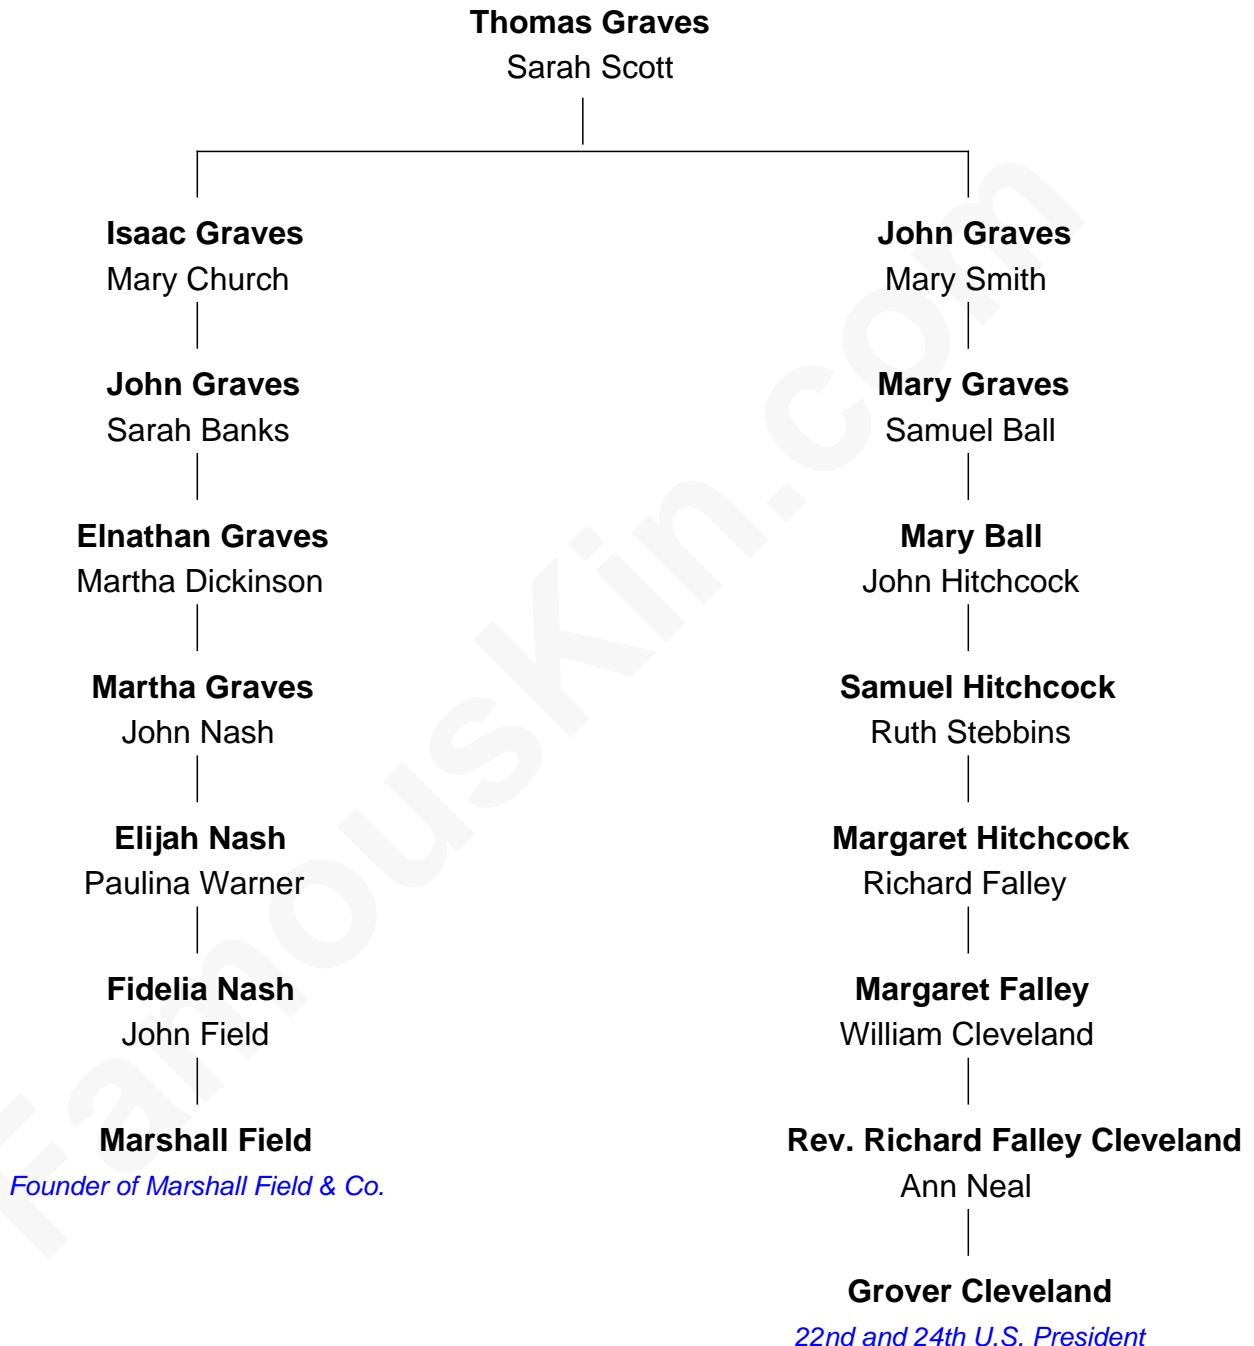 Thomas Graves
Sarah Scott
Isaac Graves
Mary Church
John Graves
Sarah Banks
Elnathan Graves
Martha Dickinson
Martha Graves
John Nash
Elijah Nash
Paulina Warner
Fidelia Nash
John Field
Marshall Field
Founder of Marshall Field & Co.
John Graves
Mary Smith
Mary Graves
Samuel Ball
Mary Ball
John Hitchcock
Samuel Hitchcock
Ruth Stebbins
Margaret Hitchcock
Richard Falley
Margaret Falley
William Cleveland
Rev. Richard Falley Cleveland
Ann Neal
Grover Cleveland
22nd and 24th U.S. President
FamousKin.com